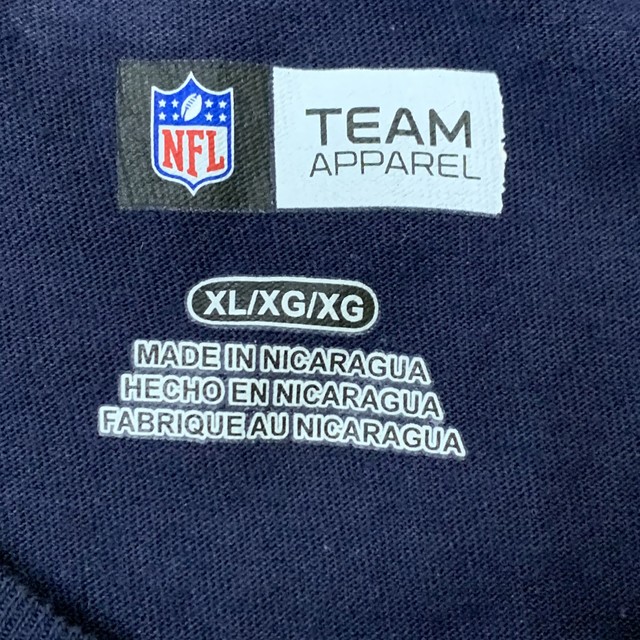 NFL
TEAM
APPAREL
XL/XG/XG
MADE IN NICARAGUA
HECHO EN NICARAGUA
FABRIQUE AU NICARAGUA